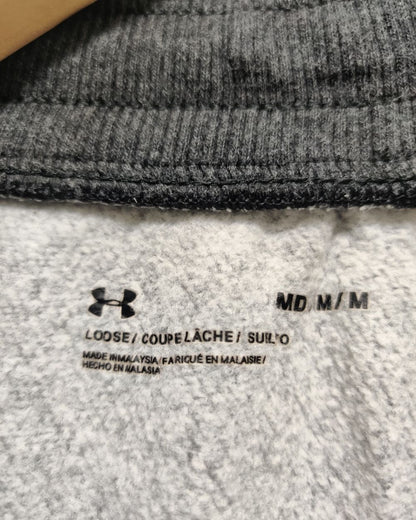 MD/M/M
LOOSE/ COUPE LÂCHE/ SUELTO
MADE IN MALAYSIA/FABRIQUÉ EN MALAISIE/
HECHO EN MALASIA